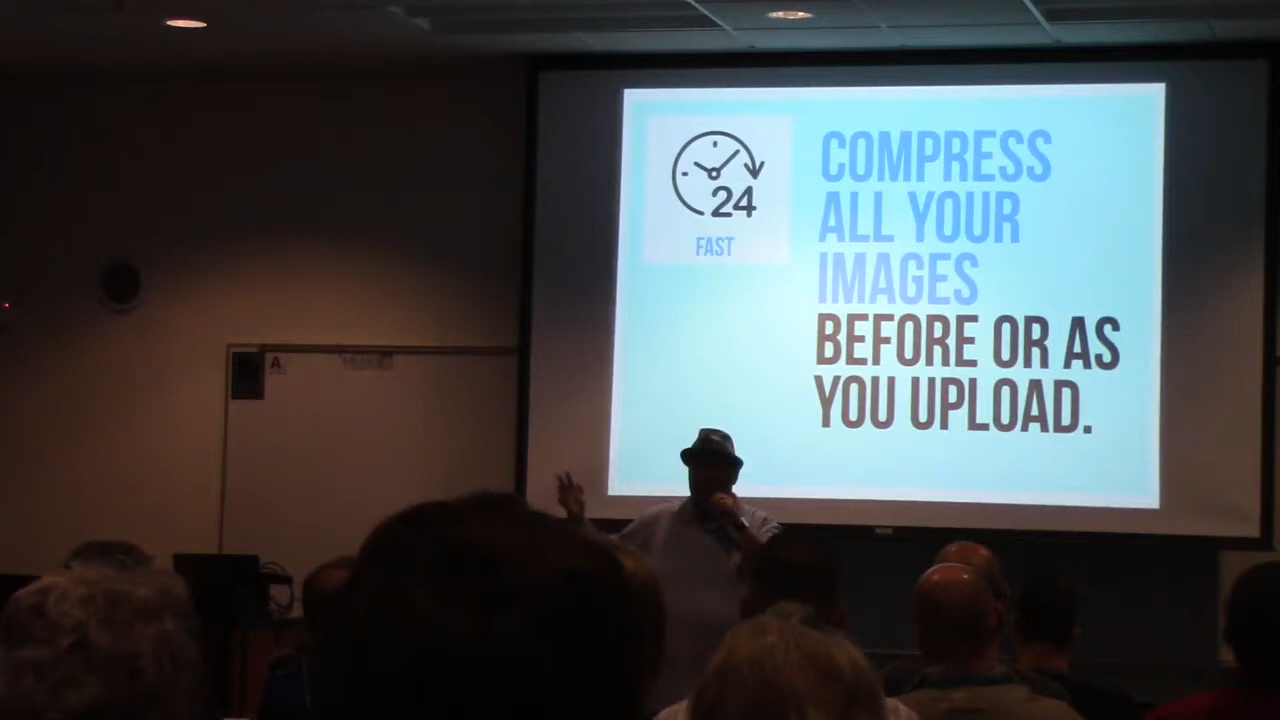 24
FAST
COMPRESS
ALL YOUR
IMAGES
BEFORE OR AS
YOU UPLOAD.
A